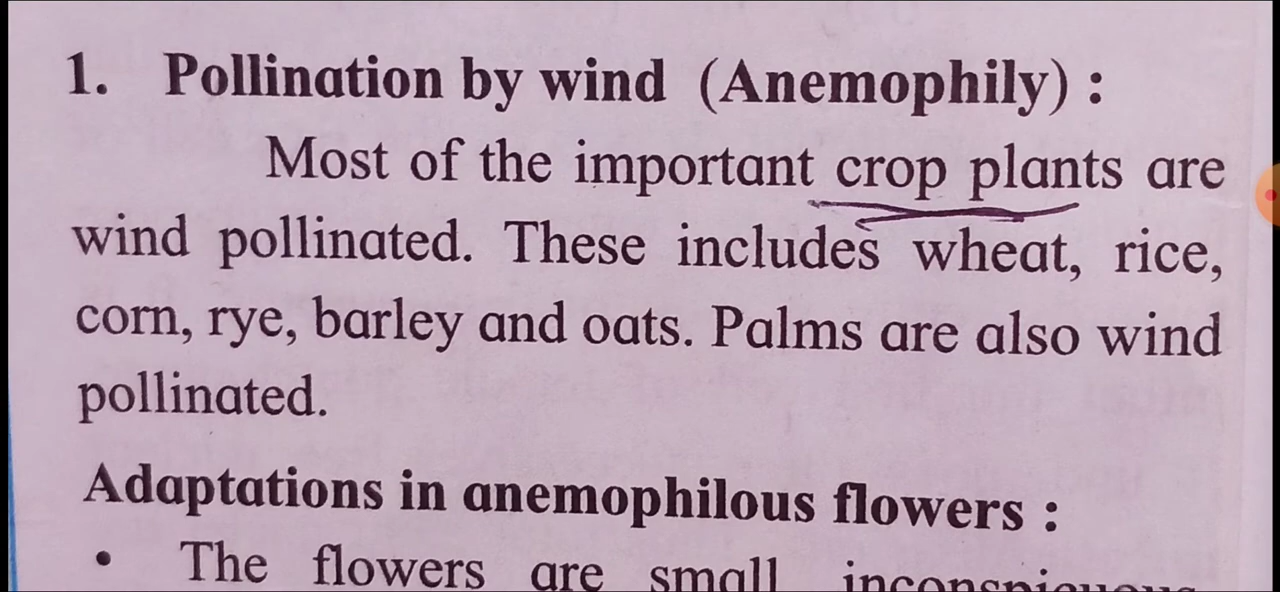 1. Pollination by wind (Anemophily) :
Most of the important crop plants are
wind pollinated. These includes wheat, rice,
corn, rye, barley and oats. Palms are also wind
pollinated.
Adaptations in anemophilous flowers :
• The flowers are small inconspicuous